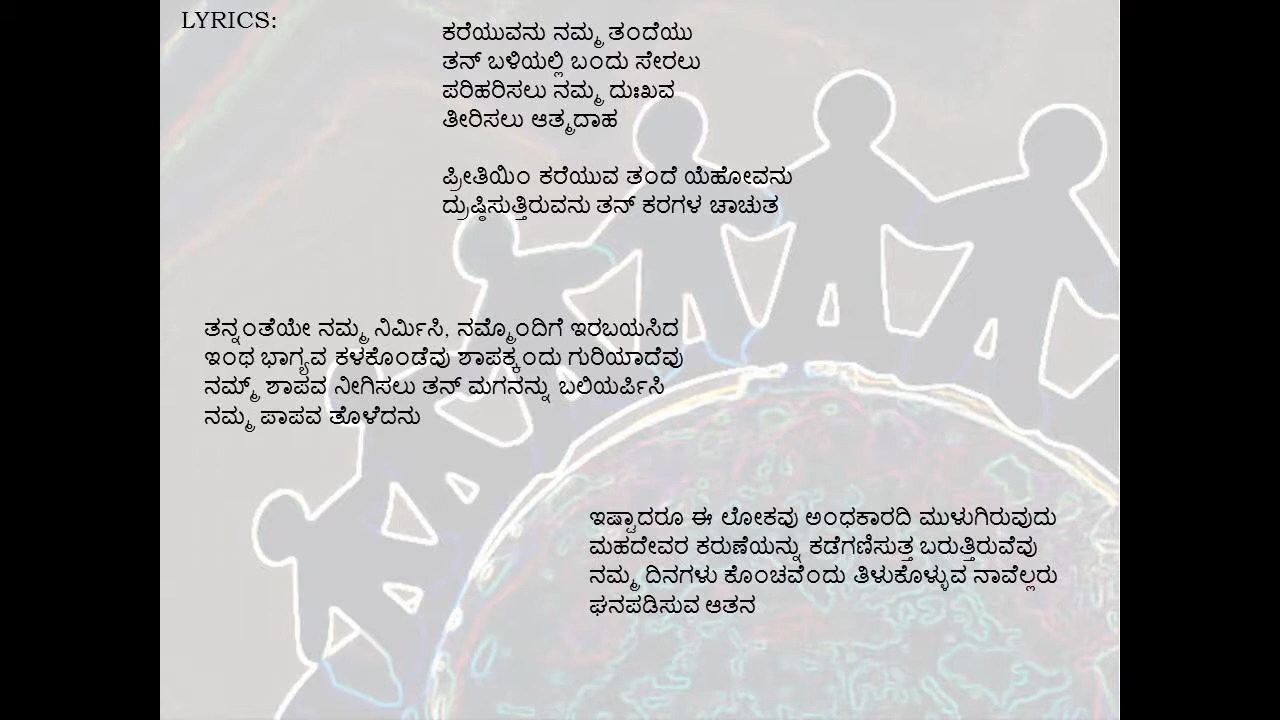 LYRICS:
ಕರೆಯುವನು ನಮ್ಮ ತಂದೆಯು
ತನ್ ಬಳಿಯಲ್ಲಿ ಬಂದು ಸೇರಲು
ಪರಿಹರಿಸಲು ನಮ್ಮ ದುಃಖವ
ತೀರಿಸಲು ಆತ್ಮದಾಹ
ಪ್ರೀತಿಯಿಂ ಕರೆಯುವ ತಂದೆ ಯೆಹೋವನು
ದ್ರುಷ್ಠಿಸುತ್ತಿರುವನು ತನ್ ಕರಗಳ ಚಾಚುತ
ತನ್ನಂತೆಯೇ ನಮ್ಮ ನಿರ್ಮಿಸಿ, ನಮ್ಮೊಂದಿಗೆ ಇರಬಯಸಿದ
ಇಂಥ ಭಾಗ್ಯವ ಕಳಕೊಂಡೆವು ಶಾಪಕ್ಕಂದು ಗುರಿಯಾದೆವು
ನಮ್ಮ್ ಶಾಪವ ನೀಗಿಸಲು ತನ್ ಮಗನನ್ನು ಬಲಿಯರ್ಪಿಸಿ
ನಮ್ಮ ಪಾಪವ ತೊಳೆದನು
ಇಷ್ಟಾದರೂ ಈ ಲೋಕವು ಅಂಧಕಾರದಿ ಮುಳುಗಿರುವುದು
ಮಹದೇವರ ಕರುಣೆಯನ್ನು ಕಡೆಗಣಿಸುತ್ತ ಬರುತ್ತಿರುವೆವು
ನಮ್ಮ ದಿನಗಳು ಕೊಂಚವೆಂದು ತಿಳುಕೊಳ್ಳುವ ನಾವೆಲ್ಲರು
ಘನಪಡಿಸುವ ಆತನ